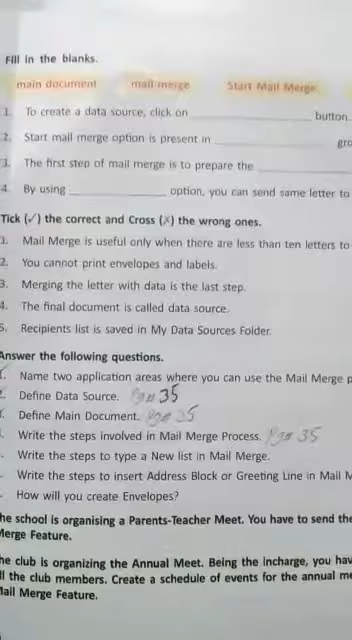 Fill in the blanks.
main document mail merge Start Mail Merge
1. To create a data source, click on ____________ button.
2. Start mail merge option is present in ____________ gro
3. The first step of mail merge is to prepare the ____________
4. By using ____________ option, you can send same letter to
Tick (✓) the correct and Cross (✗) the wrong ones.
1. Mail Merge is useful only when there are less than ten letters to
2. You cannot print envelopes and labels.
3. Merging the letter with data is the last step.
4. The final document is called data source.
5. Recipients list is saved in My Data Sources Folder.
Answer the following questions.
1. Name two application areas where you can use the Mail Merge p
2. Define Data Source. 35
Define Main Document. 35
Write the steps involved in Mail Merge Process. 35
Write the steps to type a New list in Mail Merge.
Write the steps to insert Address Block or Greeting Line in Mail M
How will you create Envelopes?
he school is organising a Parents-Teacher Meet. You have to send the
Merge Feature.
he club is organizing the Annual Meet. Being the incharge, you hav
ll the club members. Create a schedule of events for the annual me
Mail Merge Feature.